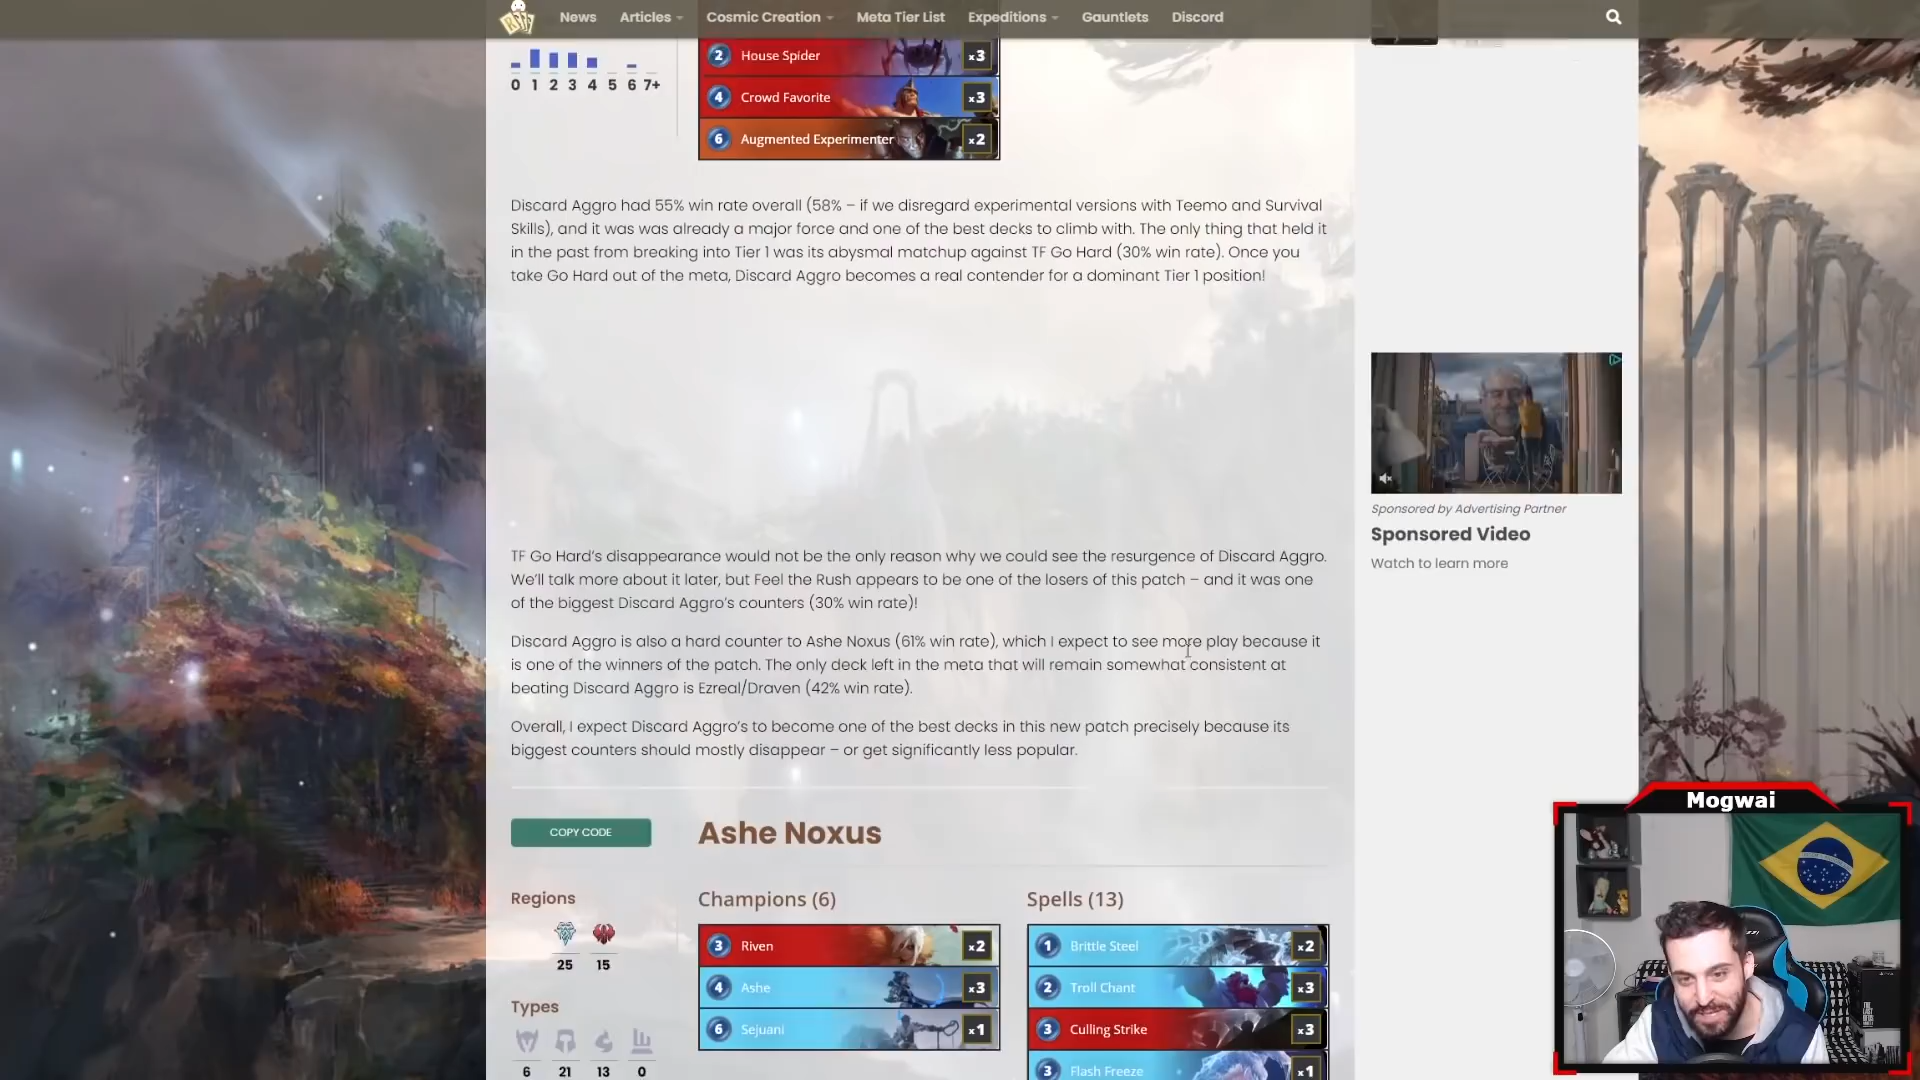 News Articles Cosmic Creation Meta Tier List Expeditions Gauntlets Discord
0 1 2 3 4 5 6 7+
2 House Spider x3
4 Crowd Favorite x3
6 Augmented Experimenter x2
Discard Aggro had 55% win rate overall (58% – if we disregard experimental versions with Teemo and Survival
Skills), and it was was already a major force and one of the best decks to climb with. The only thing that held it
in the past from breaking into Tier 1 was its abysmal matchup against TF Go Hard (30% win rate). Once you
take Go Hard out of the meta, Discard Aggro becomes a real contender for a dominant Tier 1 position!
TF Go Hard's disappearance would not be the only reason why we could see the resurgence of Discard Aggro.
We'll talk more about it later, but Feel the Rush appears to be one of the losers of this patch – and it was one
of the biggest Discard Aggro's counters (30% win rate)!
Discard Aggro is also a hard counter to Ashe Noxus (61% win rate), which I expect to see more play because it
is one of the winners of the patch. The only deck left in the meta that will remain somewhat consistent at
beating Discard Aggro is Ezreal/Draven (42% win rate).
Overall, I expect Discard Aggro's to become one of the best decks in this new patch precisely because its
biggest counters should mostly disappear – or get significantly less popular.
Sponsored by Advertising Partner
Sponsored Video
Watch to learn more
COPY CODE
Ashe Noxus
Regions
25 15
Types
6 21 13 0
Champions (6)
3 Riven x2
4 Ashe x3
6 Sejuani x1
Spells (13)
1 Brittle Steel x2
2 Troll Chant x3
3 Culling Strike x3
3 Flash Freeze x1
Mogwai